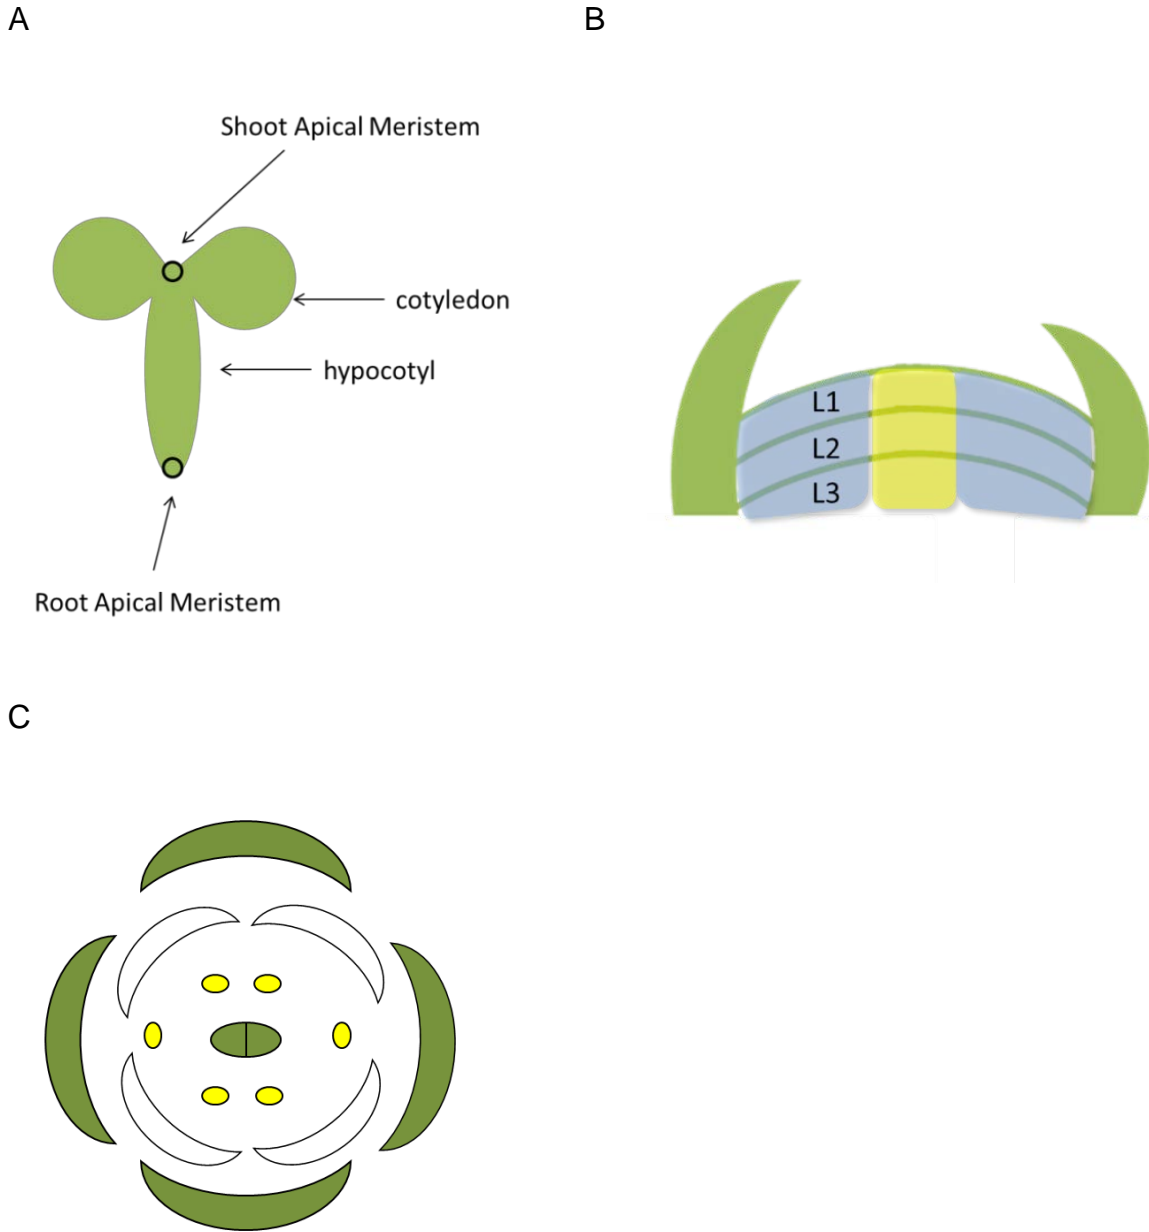 A
B
Shoot Apical Meristem
cotyledon
hypocotyl
Root Apical Meristem
L1
L2
L3
C